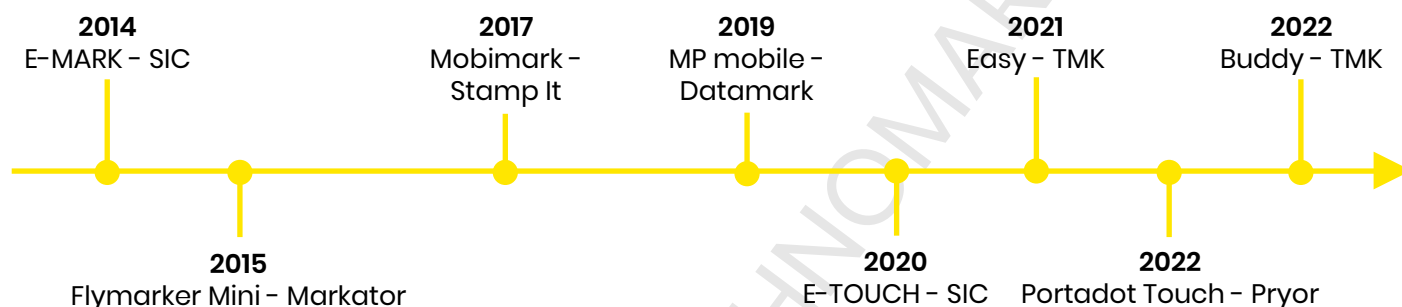 2014
E-MARK - SIC
2017
Mobimark -
Stamp It
2019
MP mobile -
Datamark
2021
Easy - TMK
2022
Buddy - TMK
2015
Flymarker Mini - Markator
2020
E-TOUCH - SIC
2022
Portadot Touch - Pryor